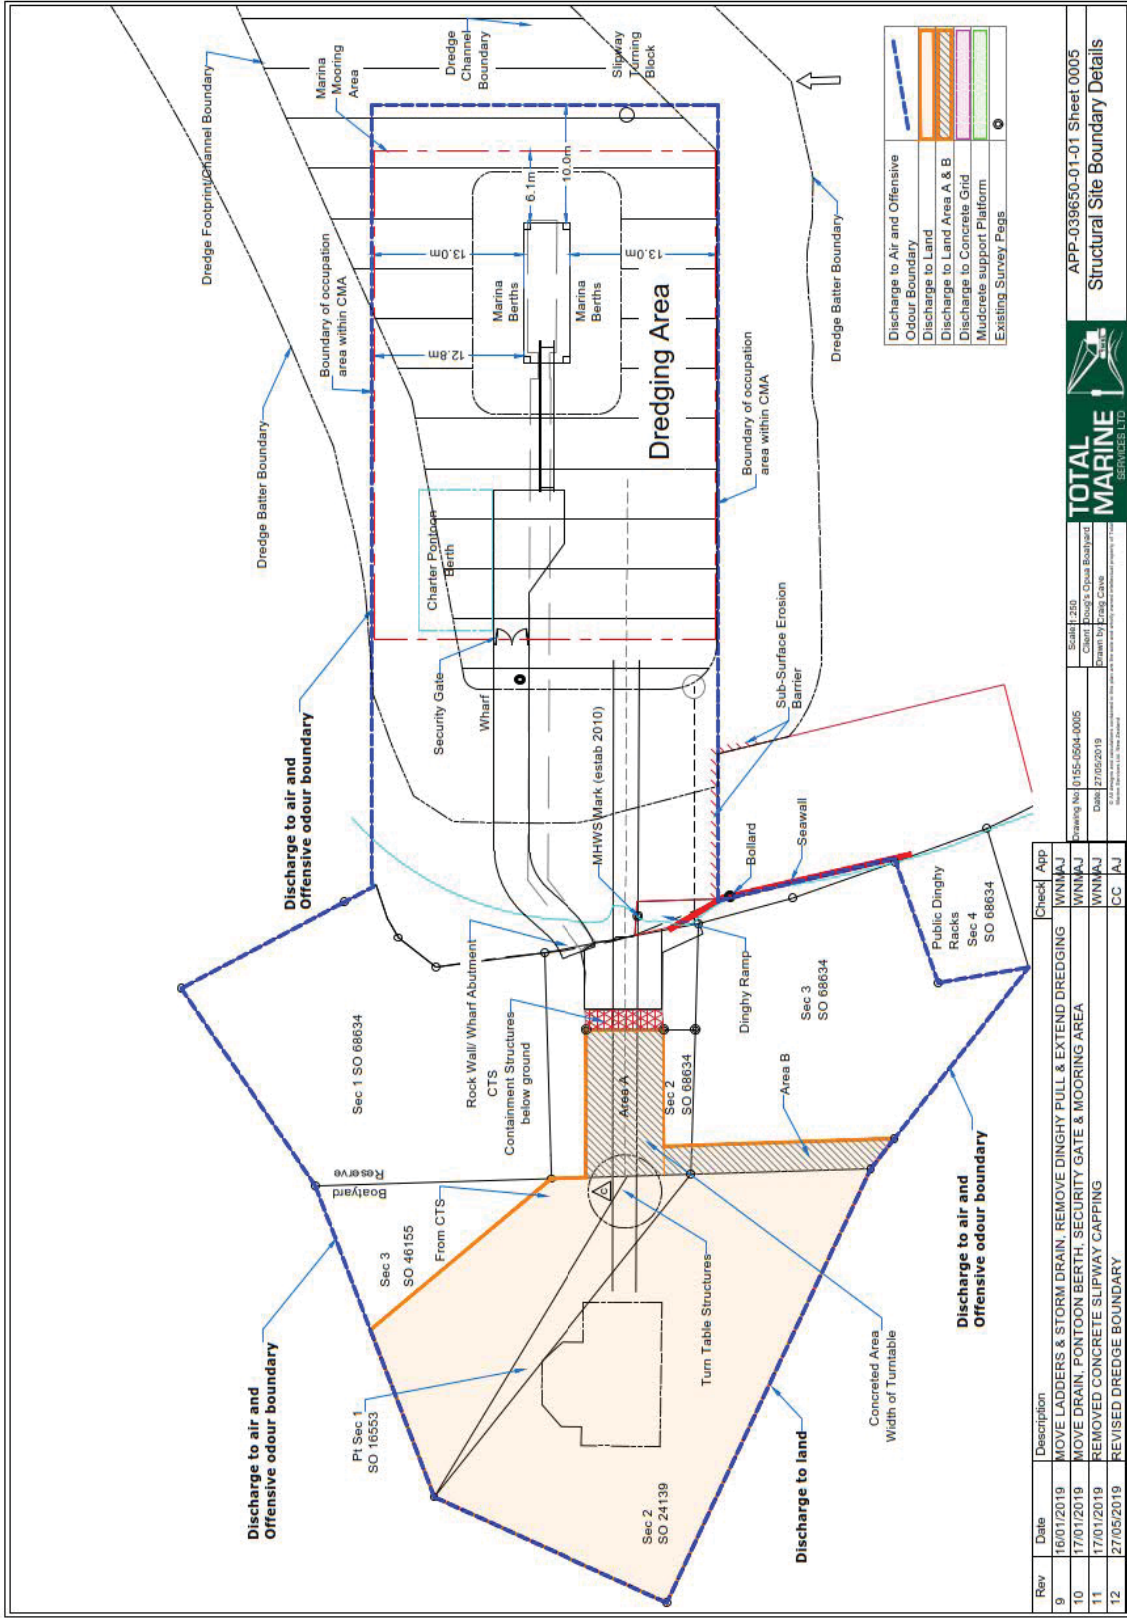 Dredge Footprint/Channel Boundary
Dredge Batter Boundary
Marina
Mooring
Area
Dredge
Channel
Boundary
Slipway
Turning
Block
Boundary of occupation
area within CMA
Discharge to air and
Offensive odour boundary
Charter Pontoon
Berth
Security Gate
Wharf
12.8m
13.0m
13.0m
6.1m
10.0m
Marina
Berths
Marina
Berths
Dredging Area
Boundary of occupation
area within CMA
Dredge Batter Boundary
Sub-Surface Erosion
Barrier
MHWS Mark (estab 2010)
Bollard
Seawall
Rock Wall/ Wharf Abutment
CTS
Containment Structures
below ground
Dinghy Ramp
Public Dinghy
Racks
Sec 4
SO 68634
Sec 3
SO 68634
Sec 1 SO 68634
Area A
Sec 2
SO 68634
Area B
Reserve
Boatyard
From CTS
Sec 3
SO 46155
C
Discharge to air and
Offensive odour boundary
Pt Sec 1
SO 16553
Turn Table Structures
Concreted Area
Width of Turntable
Sec 2
SO 24139
Discharge to land
Discharge to air and
Offensive odour boundary
Discharge to Air and Offensive
Odour Boundary
Discharge to Land
Discharge to Land Area A & B
Discharge to Concrete Grid
Mudcrete support Platform
Existing Survey Pegs
Rev Date Description Check App
9 16/01/2019 MOVE LADDERS & STORM DRAIN, REMOVE DINGHY PULL & EXTEND DREDGING WNM AJ
10 17/01/2019 MOVE DRAIN, PONTOON BERTH, SECURITY GATE & MOORING AREA WNM AJ
11 17/01/2019 REMOVED CONCRETE SLIPWAY CAPPING WNM AJ
12 27/05/2019 REVISED DREDGE BOUNDARY CC AJ
Drawing No 0155-0504-0005
Date 27/05/2019
Scale 1:250
Client Doug's Opua Boatyard
Drawn by Craig Cave
TOTAL
MARINE
SERVICES LTD
APP-039650-01-01 Sheet 0005
Structural Site Boundary Details